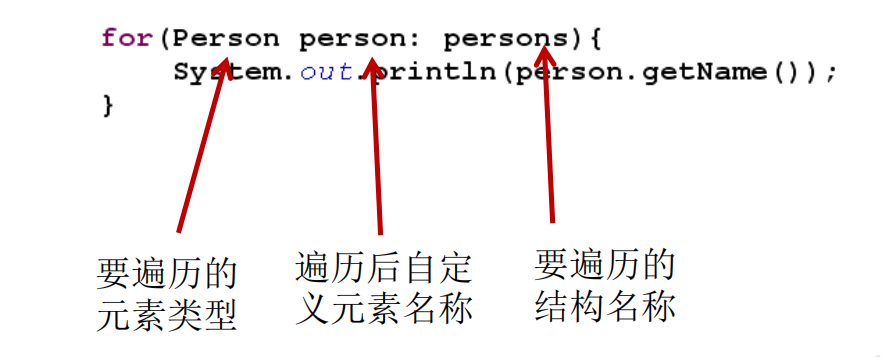 for(Person person: persons){
System.out.println(person.getName());
}
要遍历的
元素类型
遍历后自定
义元素名称
要遍历的
结构名称